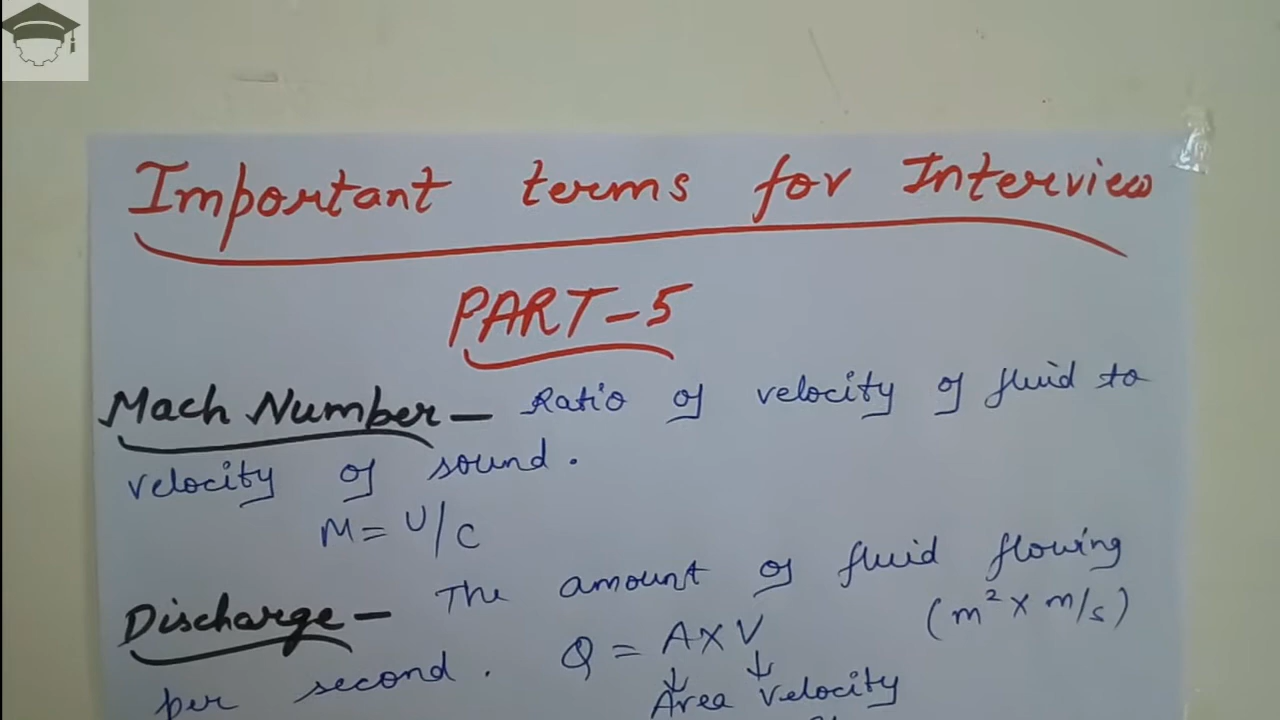 Important terms for Interview
PART-5
Mach Number - Ratio of velocity of fluid to
velocity of sound.
M = U/C
Discharge - The amount of fluid flowing
per second. Q = A×V (m²× m/s)
↓ ↓
Area Velocity